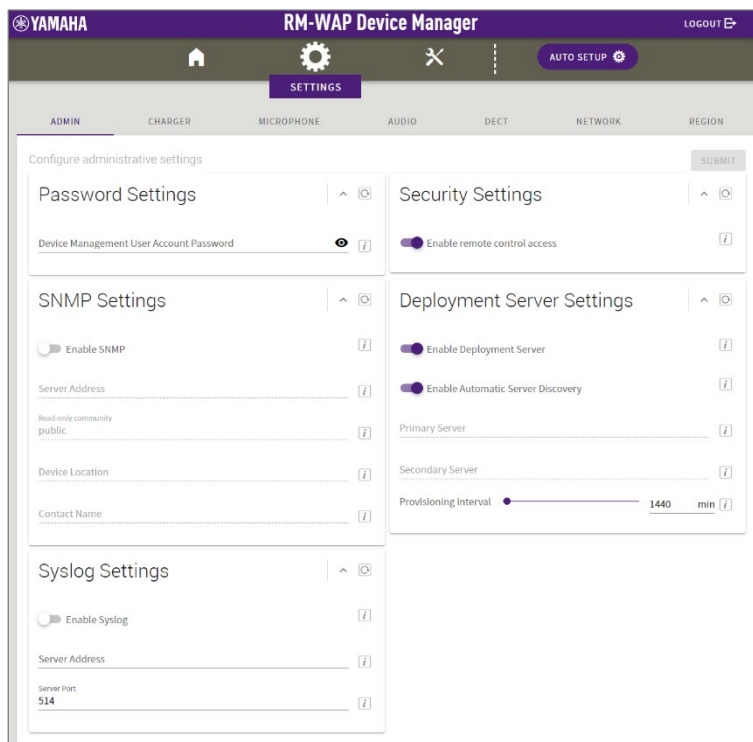 YAMAHA
RM-WAP Device Manager
LOGOUT
AUTO SETUP
SETTINGS
ADMIN
CHARGER
MICROPHONE
AUDIO
DECT
NETWORK
REGION
Configure administrative settings
SUBMIT
Password Settings
Device Management User Account Password
Security Settings
Enable remote control access
SNMP Settings
Enable SNMP
Server Address
Read-only community
public
Device Location
Contact Name
Deployment Server Settings
Enable Deployment Server
Enable Automatic Server Discovery
Primary Server
Secondary Server
Provisioning interval 1440 min
Syslog Settings
Enable Syslog
Server Address
Server Port
514